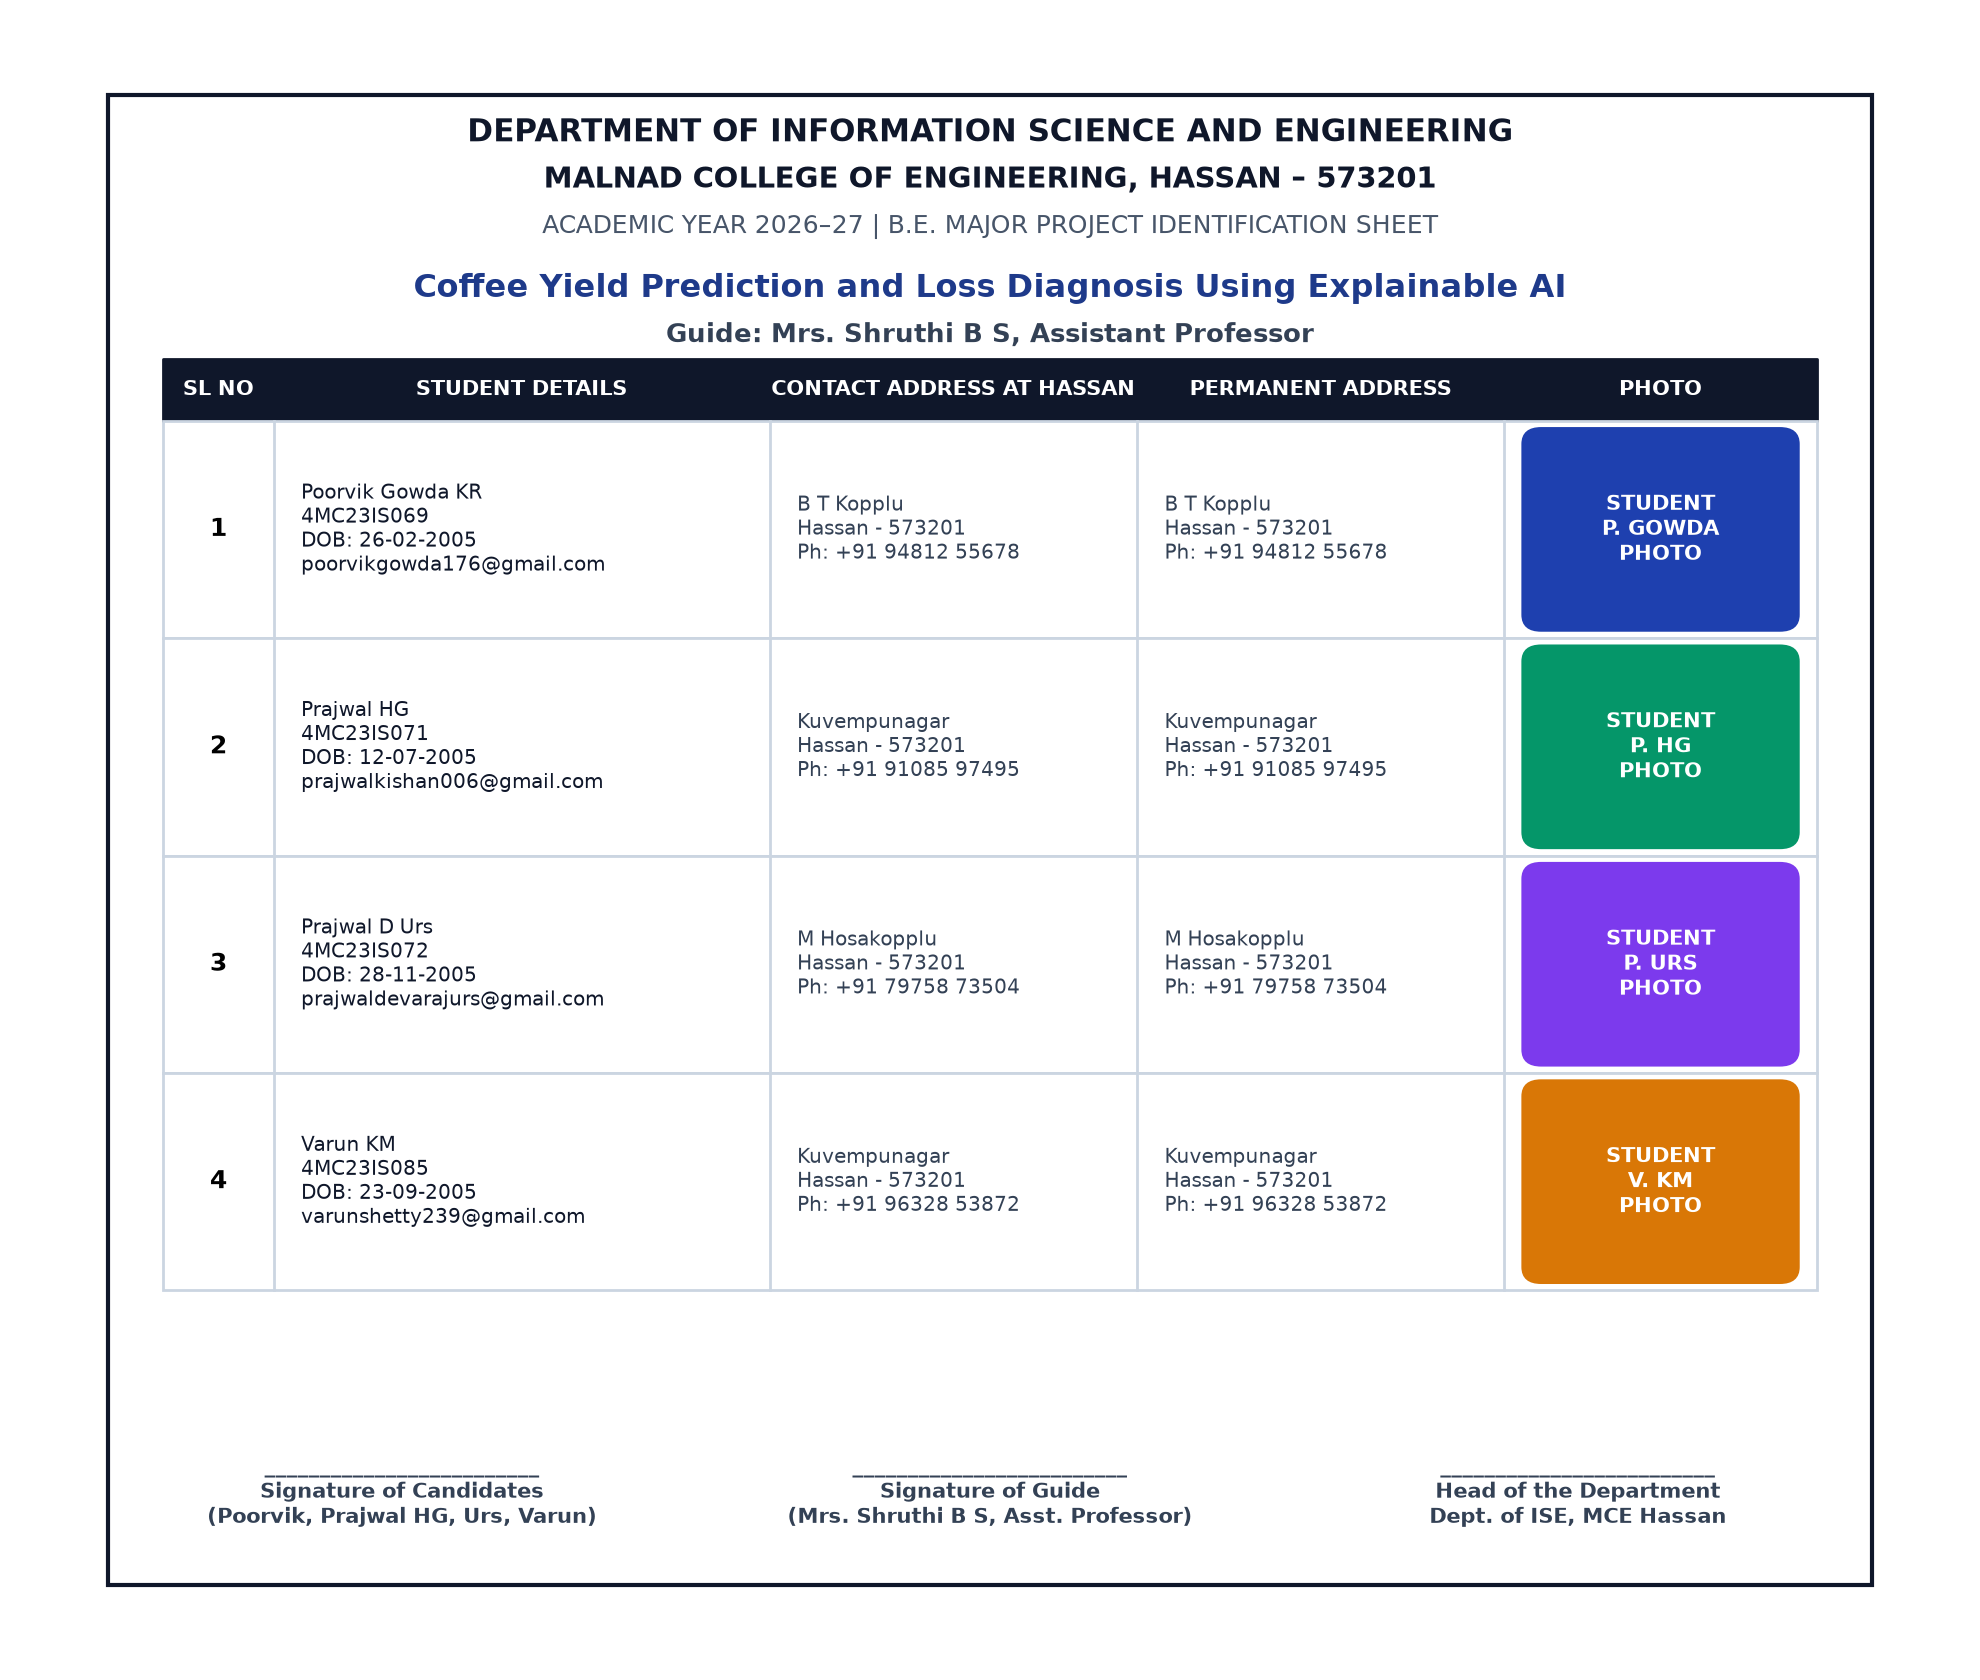 DEPARTMENT OF INFORMATION SCIENCE AND ENGINEERING
MALNAD COLLEGE OF ENGINEERING, HASSAN – 573201
ACADEMIC YEAR 2026–27 | B.E. MAJOR PROJECT IDENTIFICATION SHEET
Coffee Yield Prediction and Loss Diagnosis Using Explainable AI
Guide: Mrs. Shruthi B S, Assistant Professor
SL NO STUDENT DETAILS CONTACT ADDRESS AT HASSAN PERMANENT ADDRESS PHOTO
1
Poorvik Gowda KR
4MC23IS069
DOB: 26-02-2005
poorvikgowda176@gmail.com
B T Kopplu
Hassan - 573201
Ph: +91 94812 55678
B T Kopplu
Hassan - 573201
Ph: +91 94812 55678
STUDENT
P. GOWDA
PHOTO
2
Prajwal HG
4MC23IS071
DOB: 12-07-2005
prajwalkishan006@gmail.com
Kuvempunagar
Hassan - 573201
Ph: +91 91085 97495
Kuvempunagar
Hassan - 573201
Ph: +91 91085 97495
STUDENT
P. HG
PHOTO
3
Prajwal D Urs
4MC23IS072
DOB: 28-11-2005
prajwaldevarajurs@gmail.com
M Hosakopplu
Hassan - 573201
Ph: +91 79758 73504
M Hosakopplu
Hassan - 573201
Ph: +91 79758 73504
STUDENT
P. URS
PHOTO
4
Varun KM
4MC23IS085
DOB: 23-09-2005
varunshetty239@gmail.com
Kuvempunagar
Hassan - 573201
Ph: +91 96328 53872
Kuvempunagar
Hassan - 573201
Ph: +91 96328 53872
STUDENT
V. KM
PHOTO
Signature of Candidates
(Poorvik, Prajwal HG, Urs, Varun)
Signature of Guide
(Mrs. Shruthi B S, Asst. Professor)
Head of the Department
Dept. of ISE, MCE Hassan